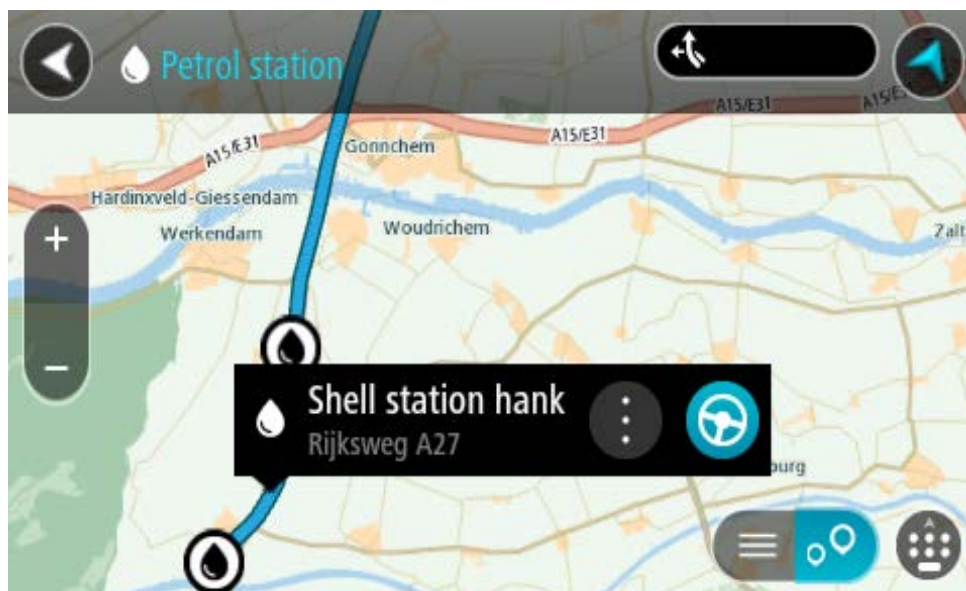 Petrol station
A15/E31
A15/E
A15/E31
A15/E31
Gorinchem
Hardinxveld-Giessendam
Werkendam
Woudrichem
Zalt
+
−
Shell station hank
Rijksweg A27
burg
A